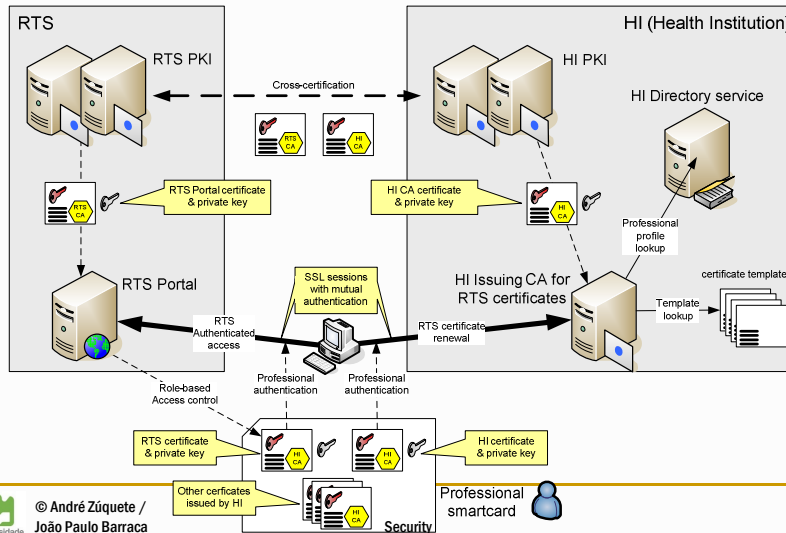 RTS
HI (Health Institution)
RTS PKI
HI PKI
Cross-certification
HI Directory service
RTS
CA
HI
CA
RTS
CA
RTS Portal certificate
& private key
HI CA certificate
& private key
HI
CA
Professional
profile
lookup
RTS Portal
SSL sessions
with mutual
authentication
HI Issuing CA for
RTS certificates
certificate template
Template
lookup
RTS
Authenticated
access
RTS certificate
renewal
Professional
authentication
Professional
authentication
Role-based
Access control
RTS certificate
& private key
HI
CA
HI
CA
HI certificate
& private key
Other cerficates
issued by HI
HI
CA
Professional
smartcard
© André Zúquete /
João Paulo Barraca
Security